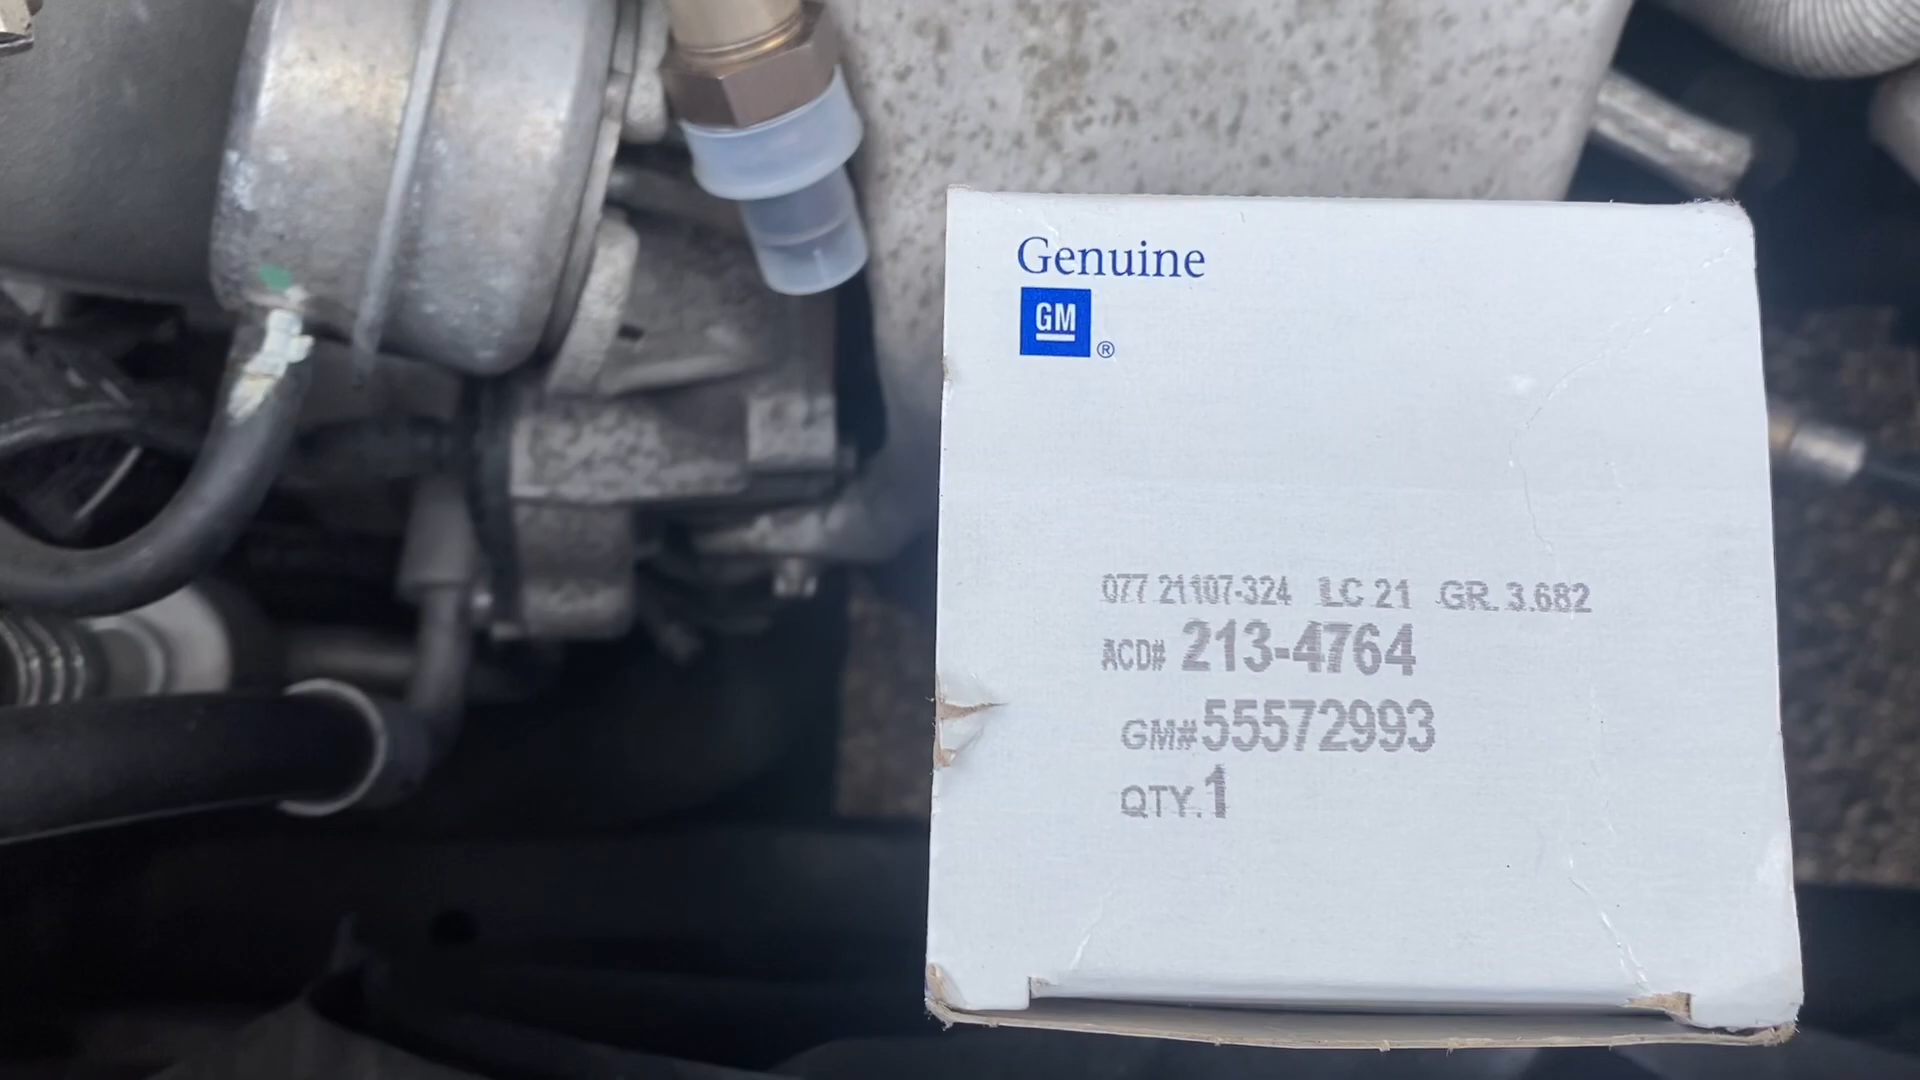 Genuine
GM
®
077 21107-324 LC 21 GR. 3.682
ACD# 213-4764
GM#55572993
QTY.1